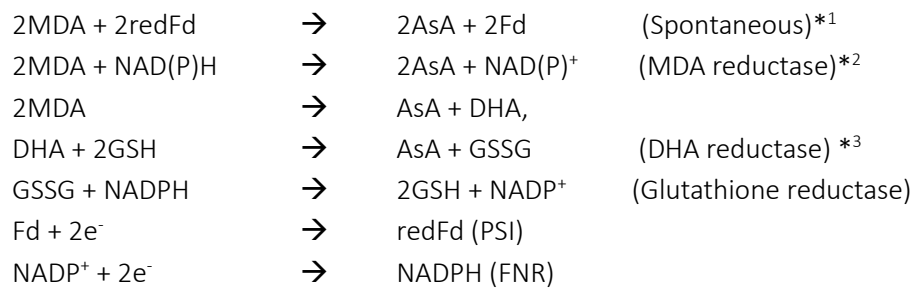 2MDA + 2redFd → 2AsA + 2Fd (Spontaneous)*¹
2MDA + NAD(P)H → 2AsA + NAD(P)⁺ (MDA reductase)*²
2MDA → AsA + DHA,
DHA + 2GSH → AsA + GSSG (DHA reductase) *³
GSSG + NADPH → 2GSH + NADP⁺ (Glutathione reductase)
Fd + 2e⁻ → redFd (PSI)
NADP⁺ + 2e⁻ → NADPH (FNR)